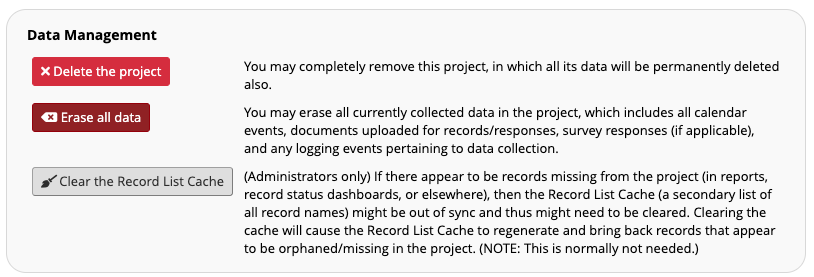 Data Management
Delete the project
You may completely remove this project, in which all its data will be permanently deleted
also.
Erase all data
You may erase all currently collected data in the project, which includes all calendar
events, documents uploaded for records/responses, survey responses (if applicable),
and any logging events pertaining to data collection.
Clear the Record List Cache
(Administrators only) If there appear to be records missing from the project (in reports,
record status dashboards, or elsewhere), then the Record List Cache (a secondary list of
all record names) might be out of sync and thus might need to be cleared. Clearing the
cache will cause the Record List Cache to regenerate and bring back records that appear
to be orphaned/missing in the project. (NOTE: This is normally not needed.)